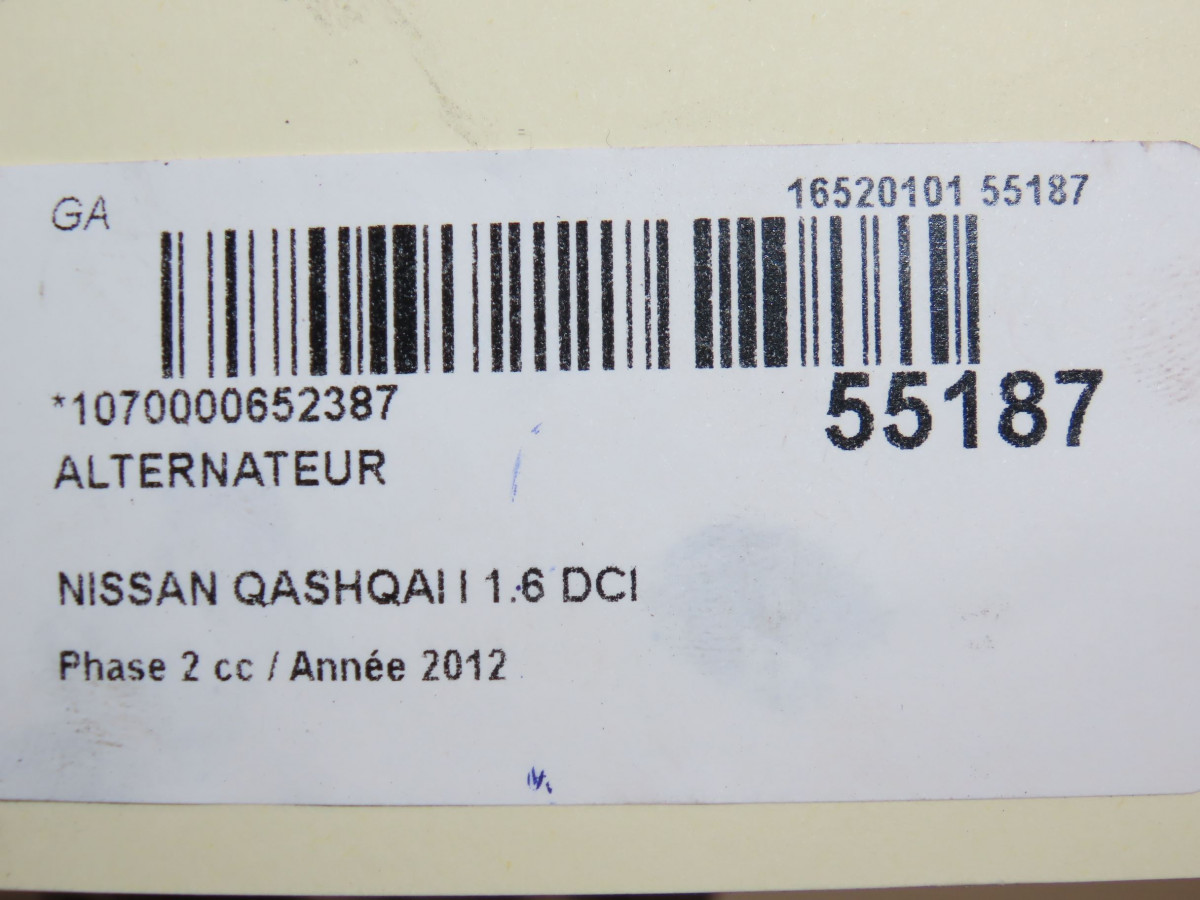 GA
16520101 55187
*1070000652387
55187
ALTERNATEUR
NISSAN QASHQAI I 1.6 DCI
Phase 2 cc / Année 2012